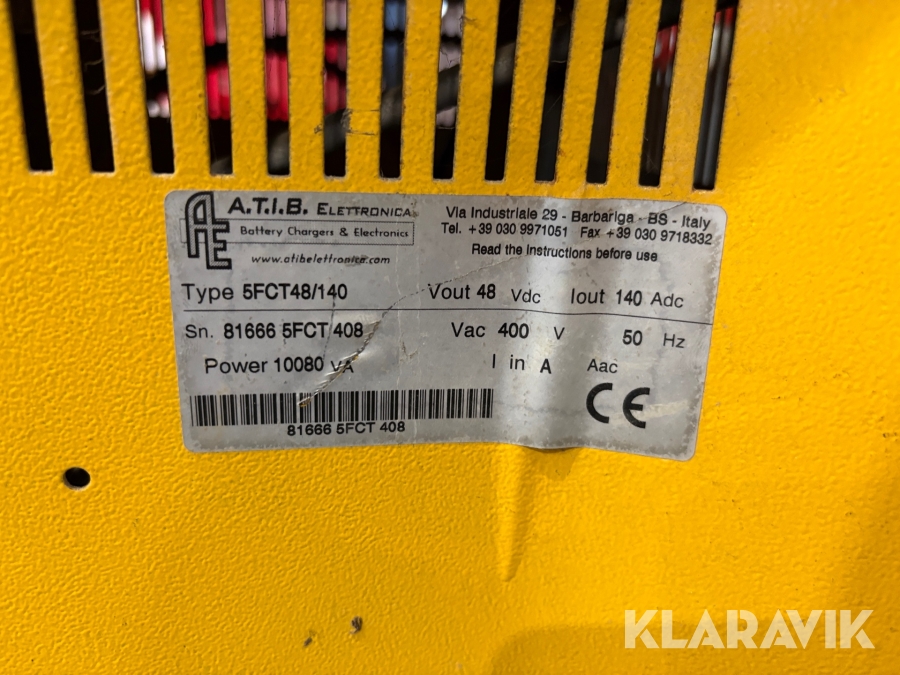 AE A.T.I.B. ELETTRONICA
Battery Chargers & Electronics
www.atibelettronica.com
Via Industriale 29 - Barbariga - BS - Italy
Tel. +39 030 9971051 Fax +39 030 9718332
Read the instructions before use
Type 5FCT48/140 Vout 48 Vdc Iout 140 Adc
Sn. 81666 5FCT 408 Vac 400 V 50 Hz
Power 10080 VA I in A Aac
CE
81666 5FCT 408
KLARAVIK